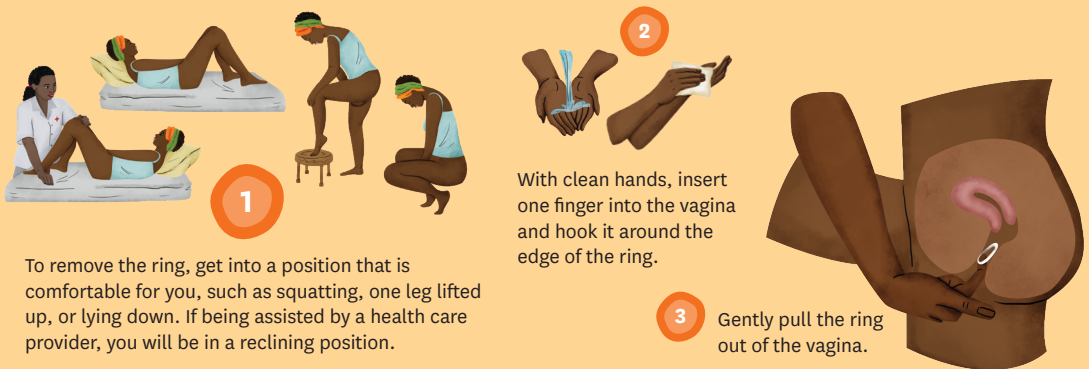 1
To remove the ring, get into a position that is
comfortable for you, such as squatting, one leg lifted
up, or lying down. If being assisted by a health care
provider, you will be in a reclining position.
2
With clean hands, insert
one finger into the vagina
and hook it around the
edge of the ring.
3
Gently pull the ring
out of the vagina.